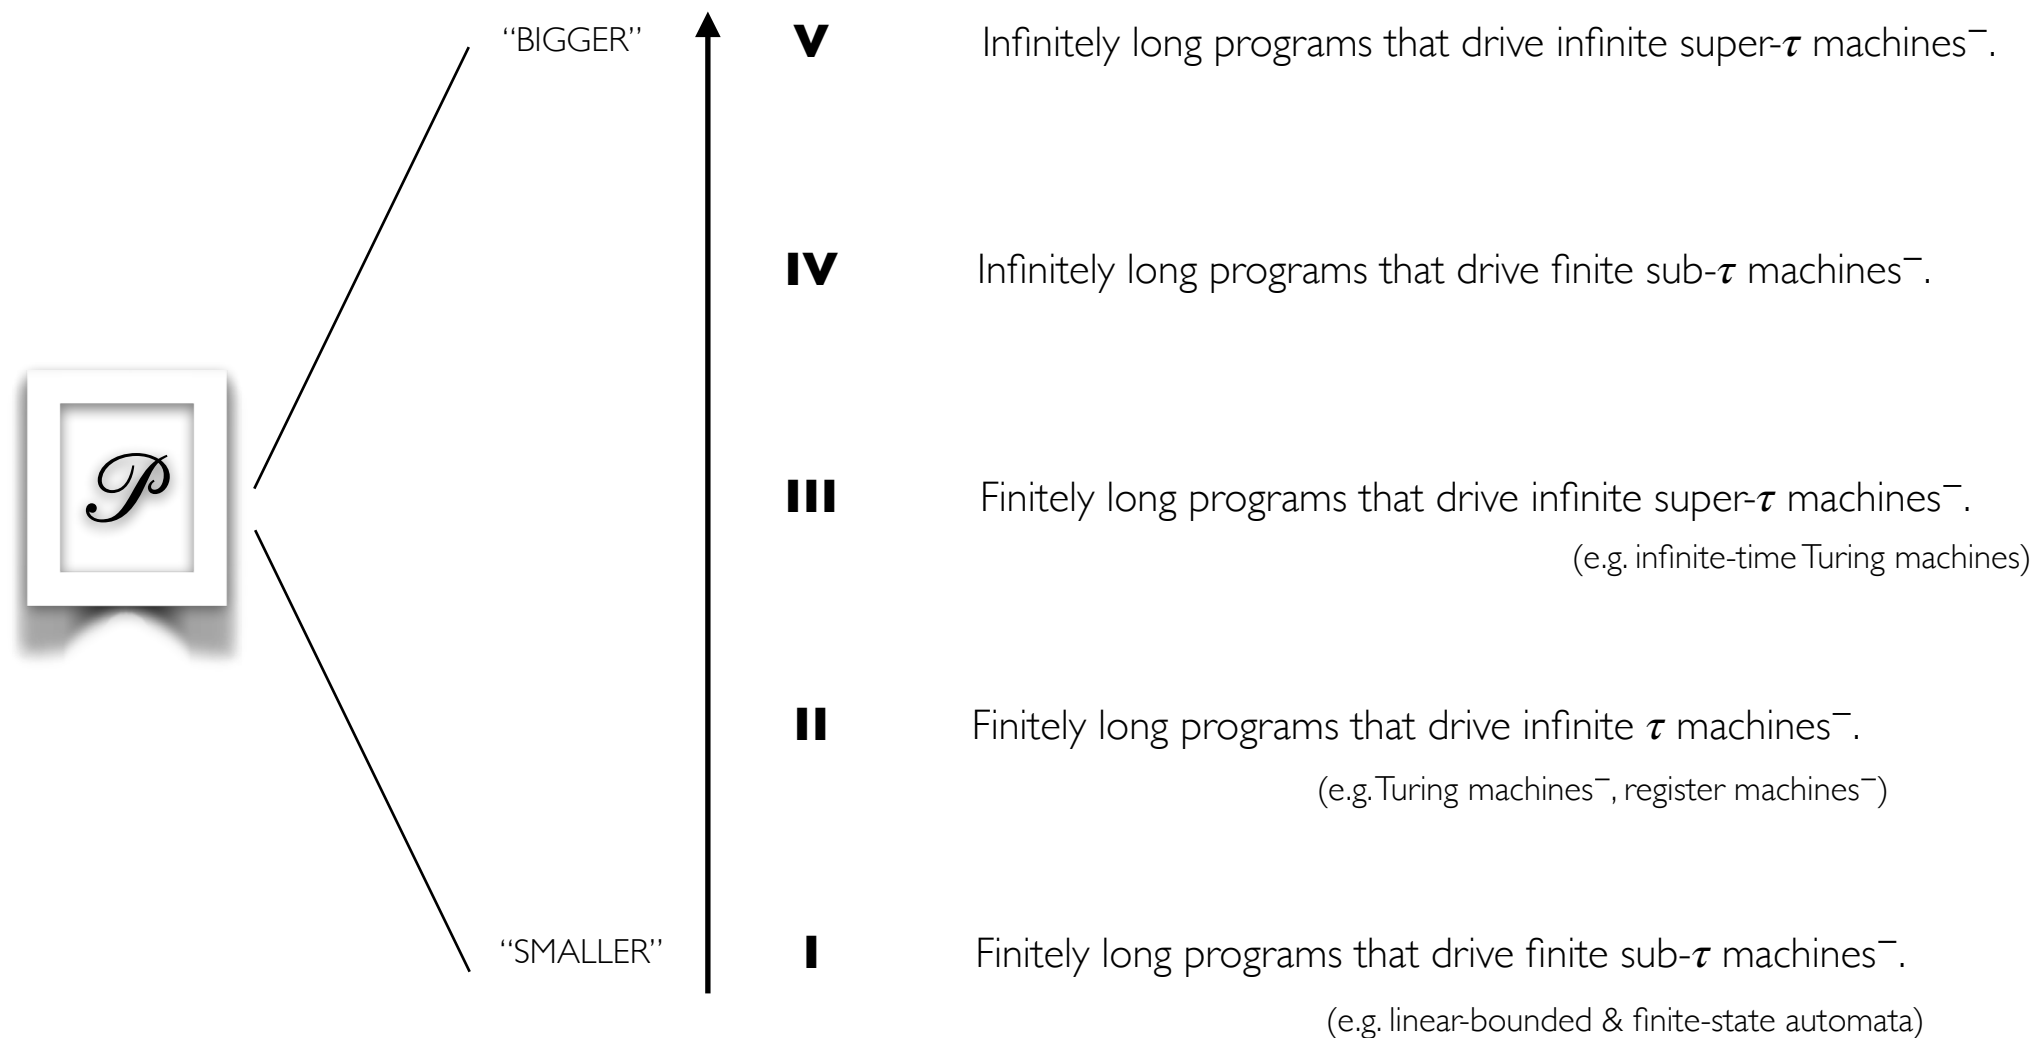 “BIGGER”
V Infinitely long programs that drive infinite super-τ machines⁻.
IV Infinitely long programs that drive finite sub-τ machines⁻.
𝒫
III Finitely long programs that drive infinite super-τ machines⁻.
(e.g. infinite-time Turing machines)
II Finitely long programs that drive infinite τ machines⁻.
(e.g. Turing machines⁻, register machines⁻)
“SMALLER”
I Finitely long programs that drive finite sub-τ machines⁻.
(e.g. linear-bounded & finite-state automata)